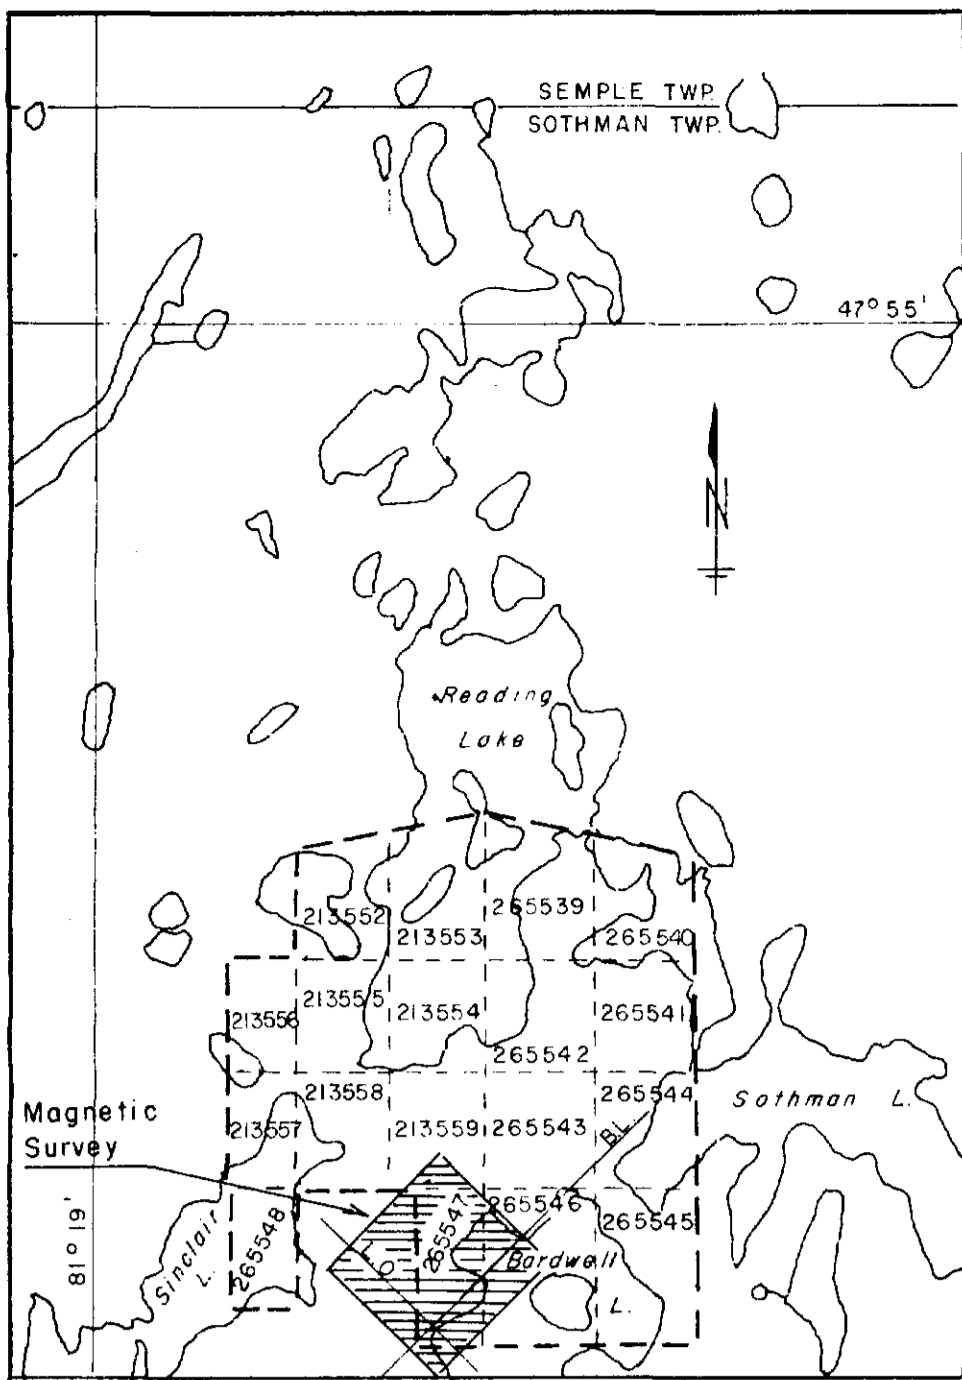 SEMPLE TWP.
SOTHMAN TWP.
47° 55'
N
Reading
Lake
213552
213553
265539
265540
213556
213555
213554
265542
265541
213557
213558
213559
265543
265544
Sothman L.
Magnetic
Survey
B.L.
81° 19'
Sinclair
L.
265548
265547
265546
265545
O
Bardwell
L.